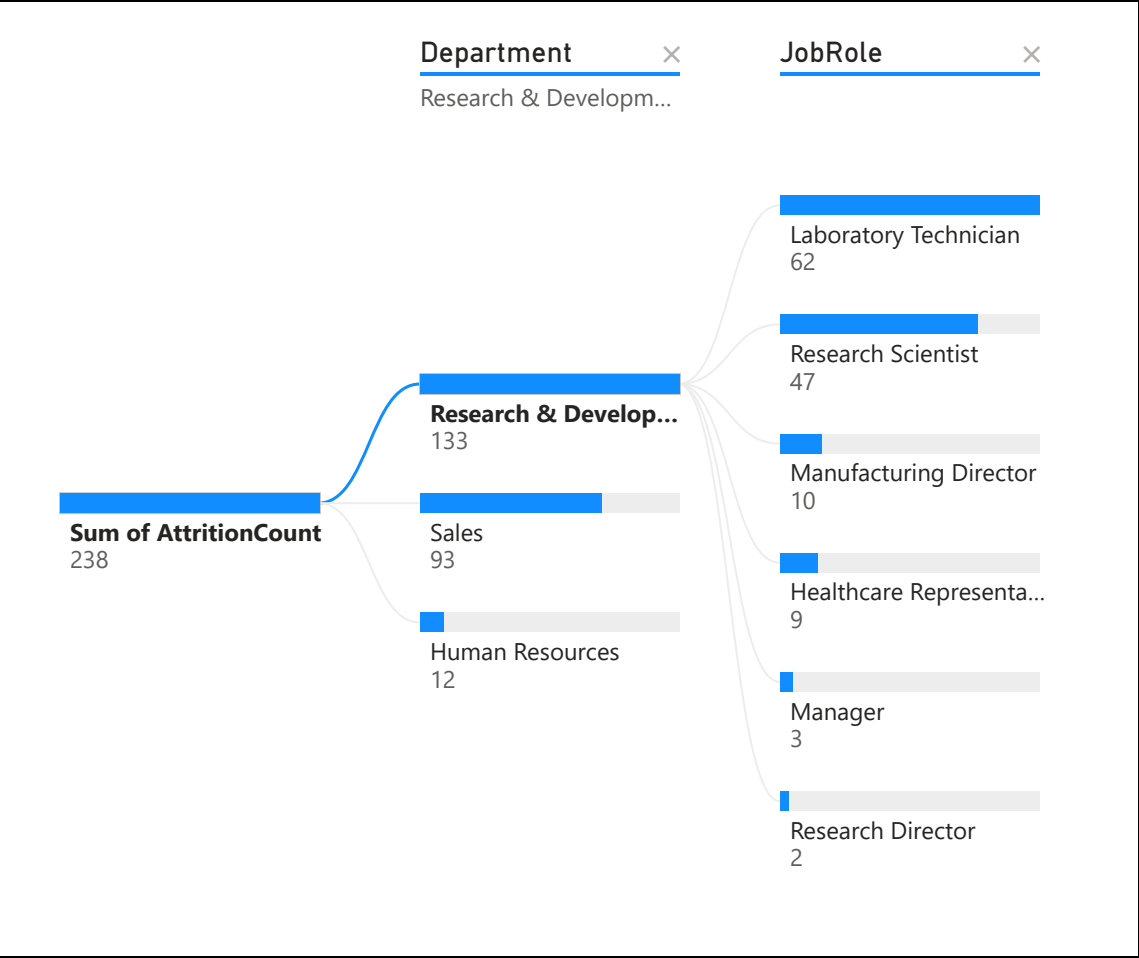 Department ×
Research & Developm...
JobRole ×
Sum of AttritionCount
238
Research & Develop...
133
Sales
93
Human Resources
12
Laboratory Technician
62
Research Scientist
47
Manufacturing Director
10
Healthcare Representa...
9
Manager
3
Research Director
2